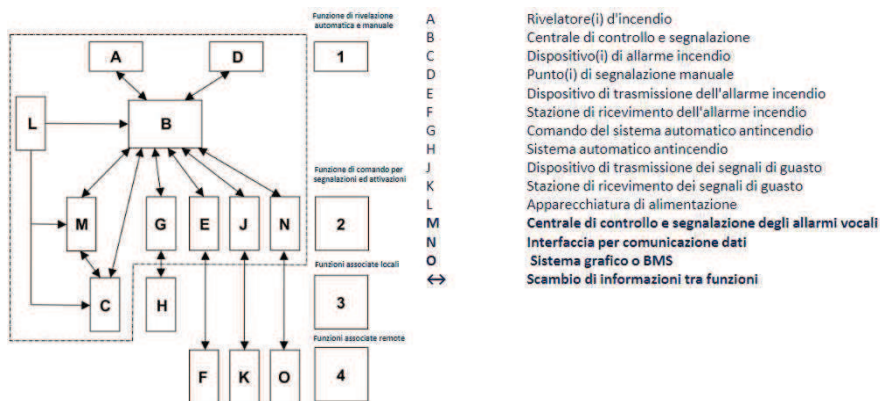 Funzione di rivelazione
automatica e manuale
1
A
D
L
B
Funzione di comando per
segnalazioni ed attivazioni
2
M
G
E
J
N
Funzioni associate locali
3
C
H
Funzioni associate remote
4
F
K
O
A Rivelatore(i) d'incendio
B Centrale di controllo e segnalazione
C Dispositivo(i) di allarme incendio
D Punto(i) di segnalazione manuale
E Dispositivo di trasmissione dell'allarme incendio
F Stazione di ricevimento dell'allarme incendio
G Comando del sistema automatico antincendio
H Sistema automatico antincendio
J Dispositivo di trasmissione dei segnali di guasto
K Stazione di ricevimento dei segnali di guasto
L Apparecchiatura di alimentazione
M Centrale di controllo e segnalazione degli allarmi vocali
N Interfaccia per comunicazione dati
O Sistema grafico o BMS
↔ Scambio di informazioni tra funzioni